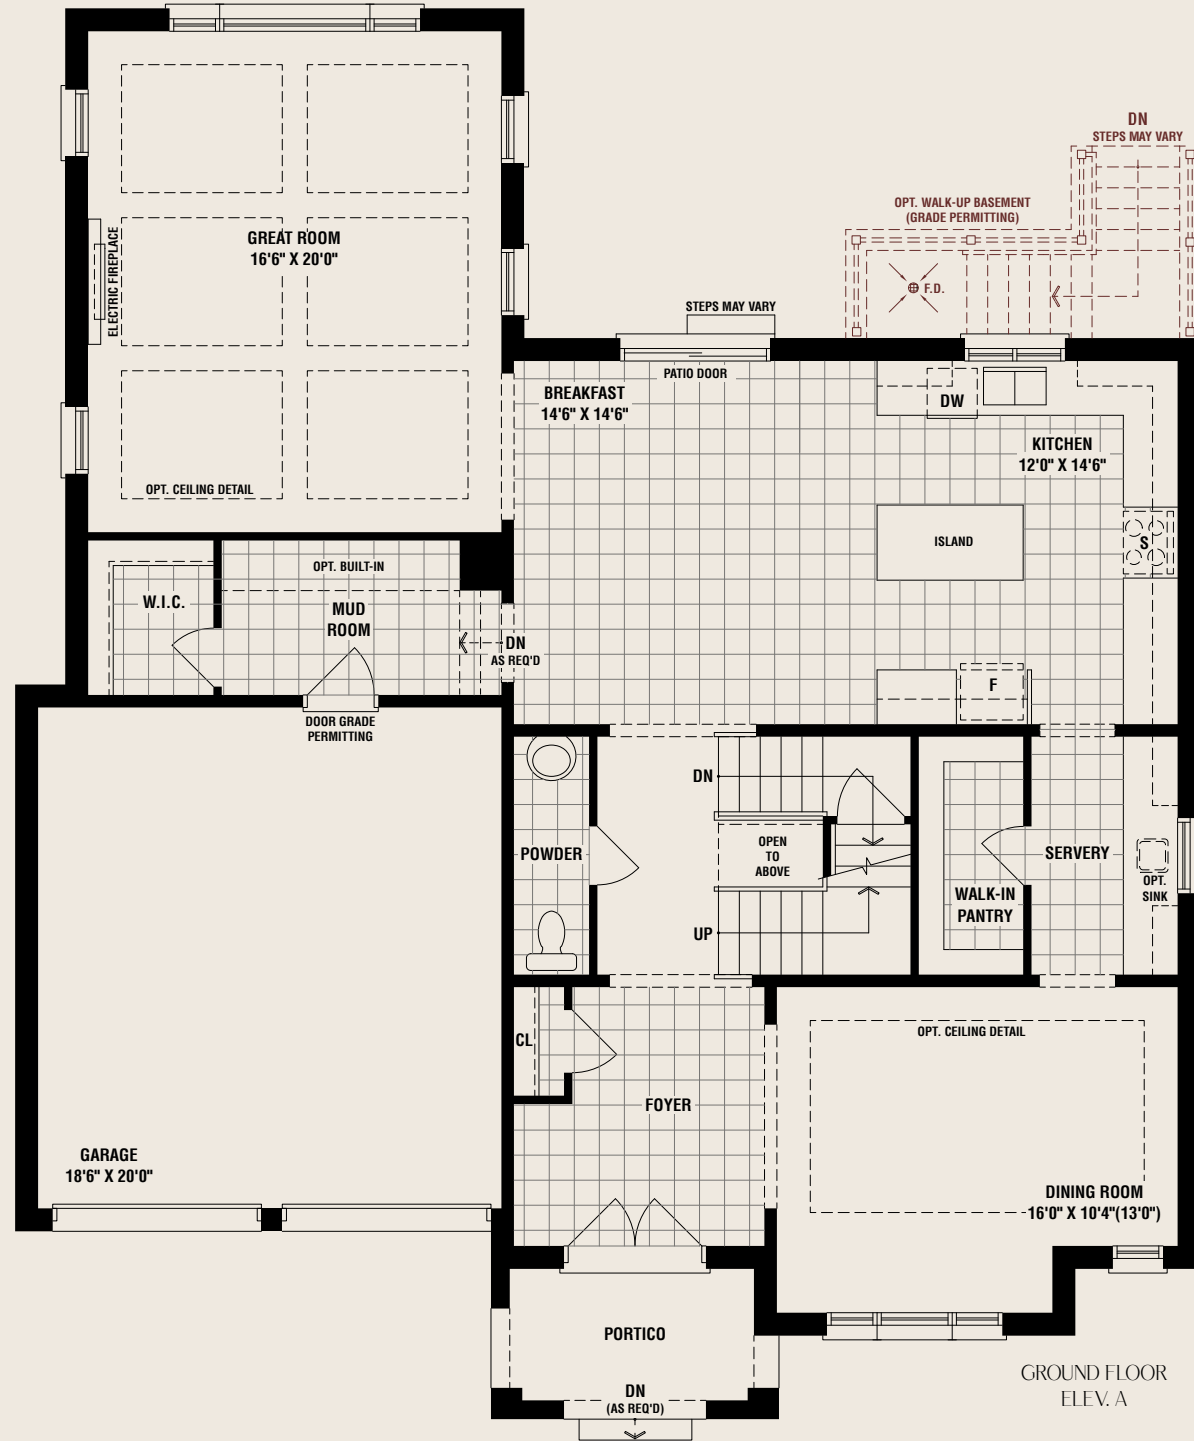 DN
STEPS MAY VARY
OPT. WALK-UP BASEMENT
(GRADE PERMITTING)
F.D.
GREAT ROOM
16'6" X 20'0"
ELECTRIC FIREPLACE
OPT. CEILING DETAIL
STEPS MAY VARY
PATIO DOOR
BREAKFAST
14'6" X 14'6"
DW
KITCHEN
12'0" X 14'6"
ISLAND
S
F
OPT. BUILT-IN
W.I.C.
MUD
ROOM
DN
AS REQ'D
DOOR GRADE
PERMITTING
DN
OPEN
TO
ABOVE
UP
POWDER
WALK-IN
PANTRY
SERVERY
OPT.
SINK
CL
FOYER
OPT. CEILING DETAIL
DINING ROOM
16'0" X 10'4"(13'0")
GARAGE
18'6" X 20'0"
PORTICO
DN
(AS REQ'D)
GROUND FLOOR
ELEV. A